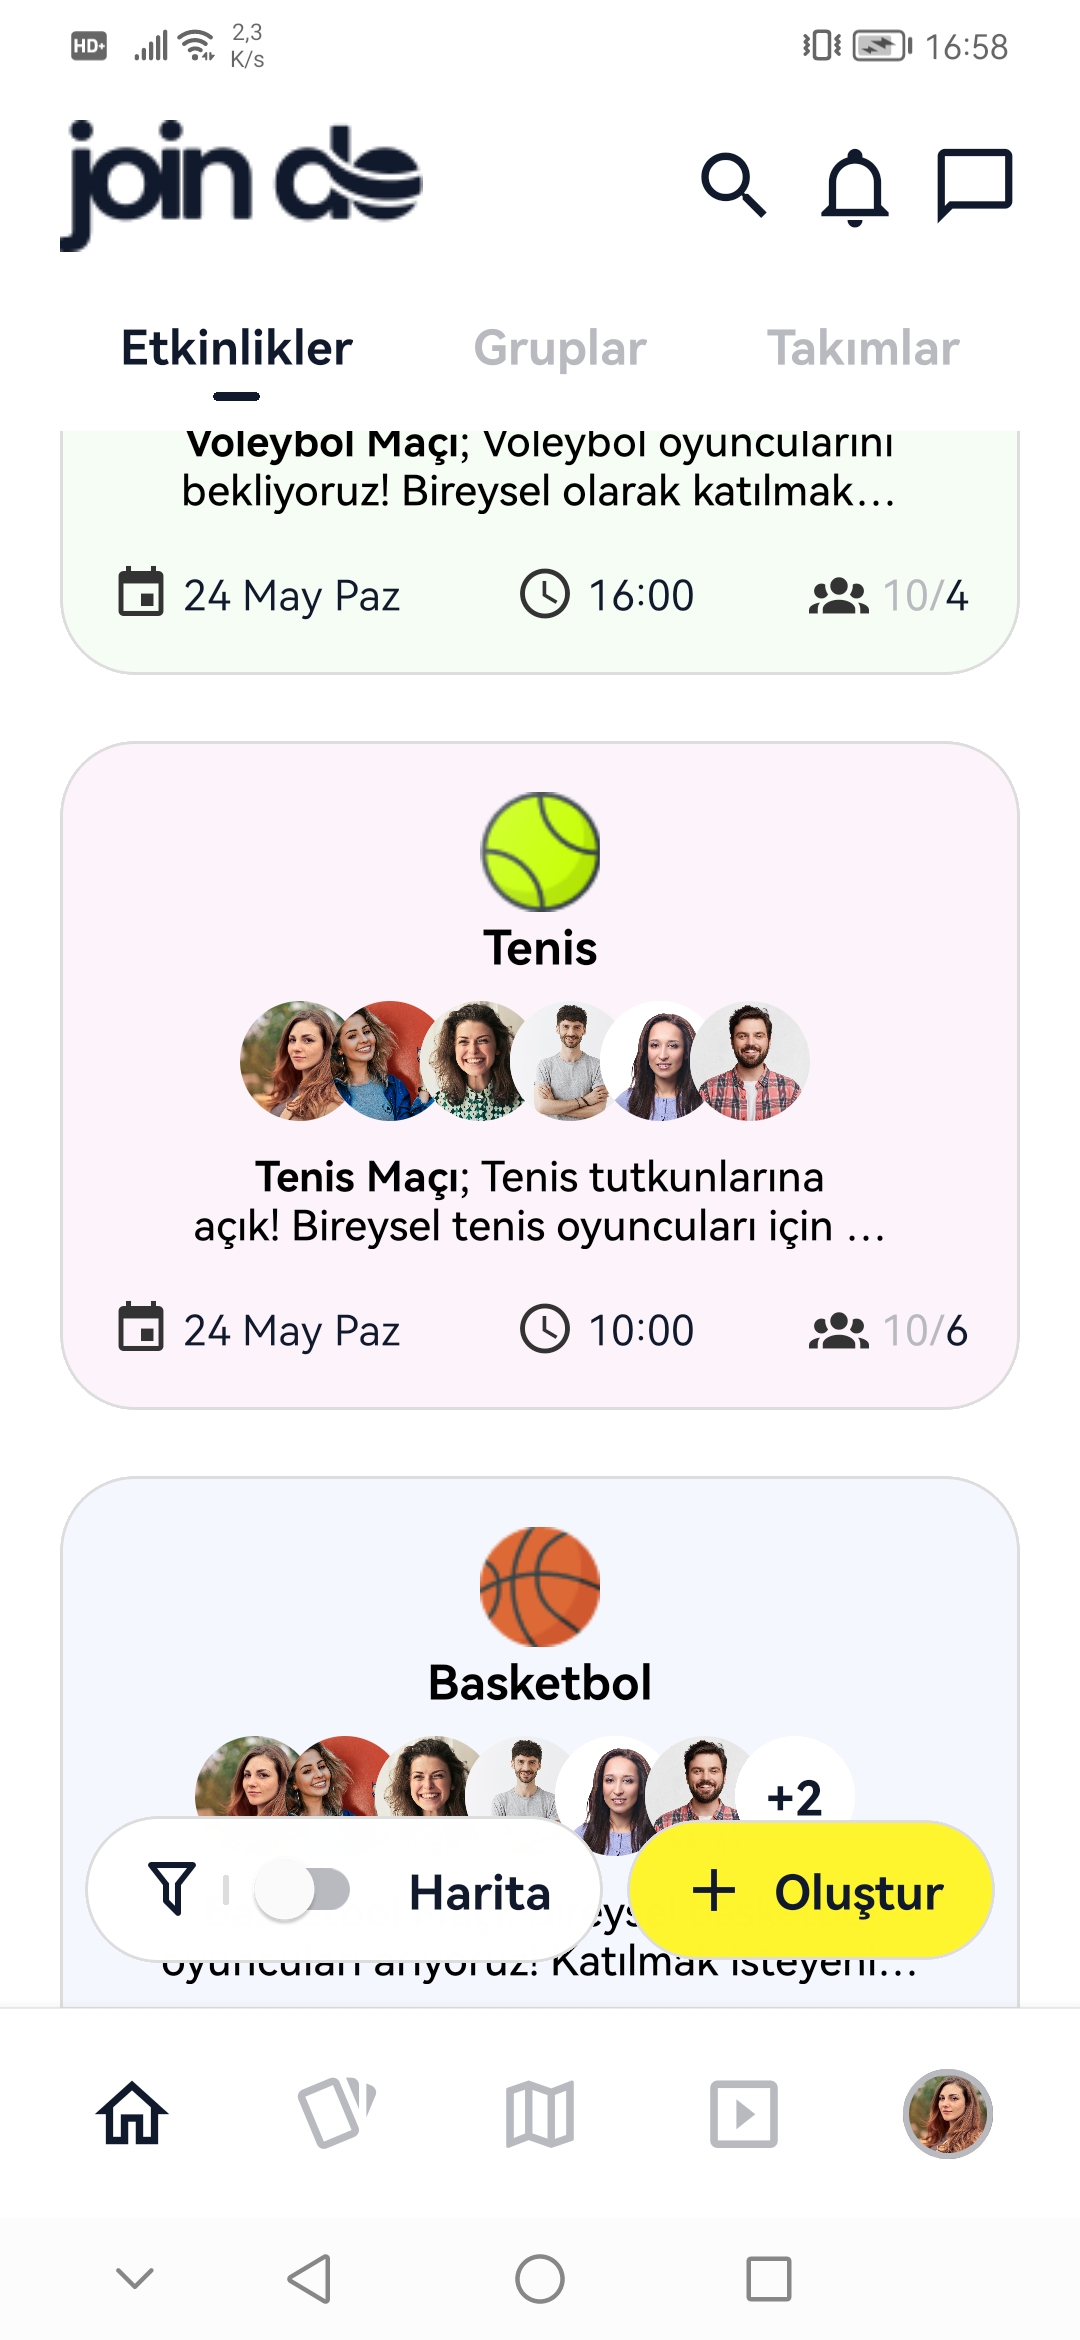 HD+ 2,3 K/s 16:58
join do
Etkinlikler Gruplar Takımlar
Voleybol Maçı; Voleybol oyuncularını
bekliyoruz! Bireysel olarak katılmak...
24 May Paz 16:00 10/4
Tenis
Tenis Maçı; Tenis tutkunlarına
açık! Bireysel tenis oyuncuları için ...
24 May Paz 10:00 10/6
Basketbol
+2
Harita + Oluştur
oyuncuları arıyoruz! Katılmak isteyenl...